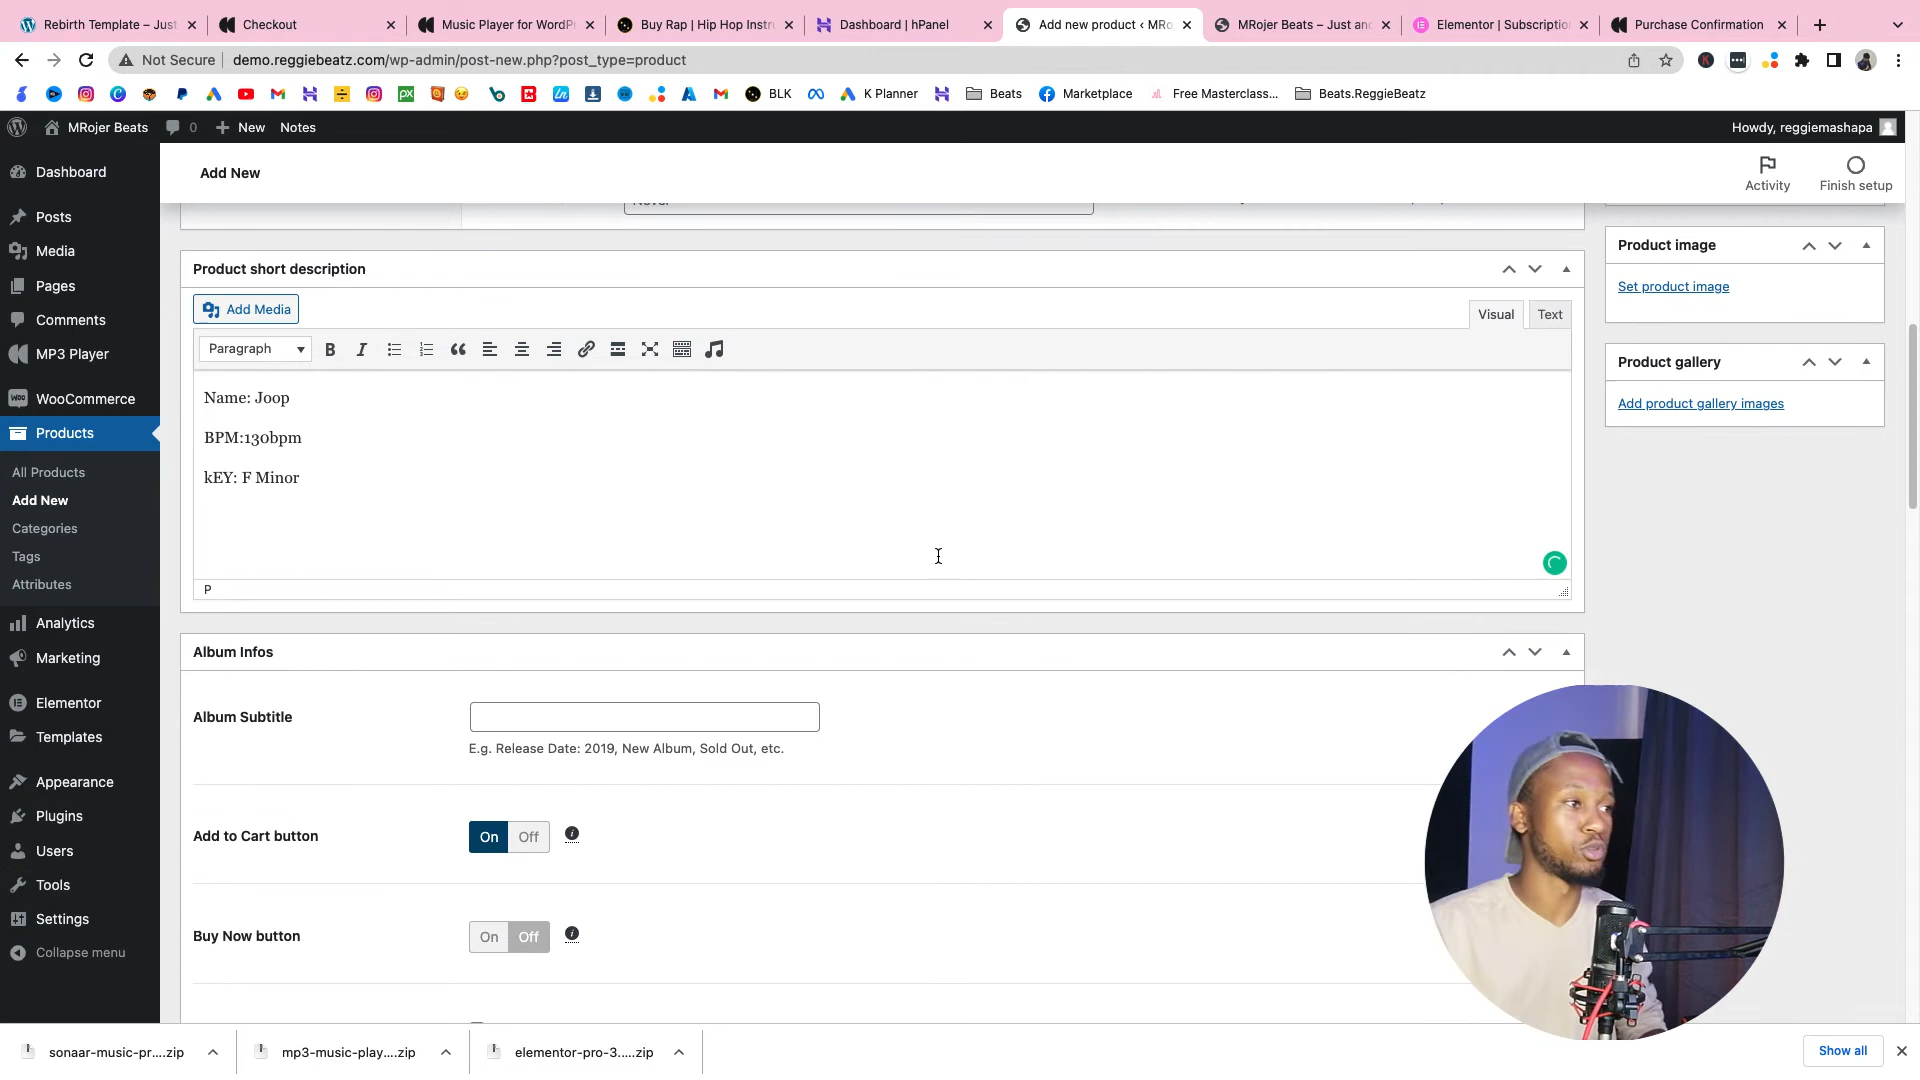 Rebirth Template – Just
Checkout
Music Player for WordPr
Buy Rap | Hip Hop Instru
Dashboard | hPanel
Add new product ‹ MRo
MRojer Beats – Just ano
Elementor | Subscriptio
Purchase Confirmation
Not Secure
demo.reggiebeatz.com/wp-admin/post-new.php?post_type=product
BLK
K Planner
Beats
Marketplace
Free Masterclass...
Beats.ReggieBeatz
MRojer Beats
0
New
Notes
Howdy, reggiemashapa
Add New
Activity
Finish setup
Dashboard
Posts
Media
Pages
Comments
MP3 Player
WooCommerce
Products
All Products
Add New
Categories
Tags
Attributes
Analytics
Marketing
Elementor
Templates
Appearance
Plugins
Users
Tools
Settings
Collapse menu
Product short description
Add Media
Visual
Text
Paragraph
Name: Joop
BPM:130bpm
kEY: F Minor
P
Album Infos
Album Subtitle
E.g. Release Date: 2019, New Album, Sold Out, etc.
Add to Cart button
On Off
Buy Now button
On Off
Product image
Set product image
Product gallery
Add product gallery images
sonaar-music-pr....zip
mp3-music-play....zip
elementor-pro-3.....zip
Show all